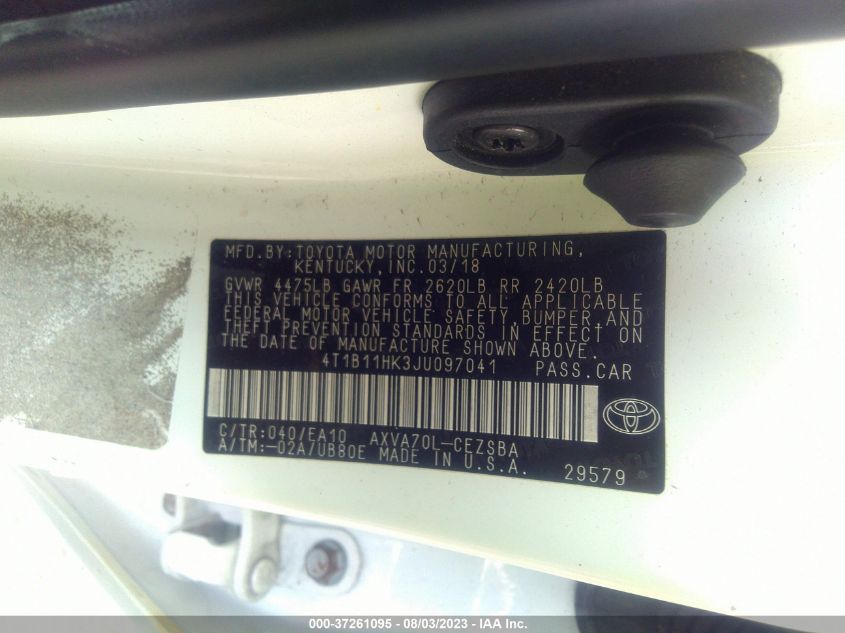 MFD.BY:TOYOTA MOTOR MANUFACTURING,
KENTUCKY,INC.03/18
GVWR 4475LB GAWR FR 2620LB RR 2420LB
THIS VEHICLE CONFORMS TO ALL APPLICABLE
FEDERAL MOTOR VEHICLE SAFETY, BUMPER, AND
THEFT PREVENTION STANDARDS IN EFFECT ON
THE DATE OF MANUFACTURE SHOWN ABOVE.
4T1B11HK3JU097041 PASS.CAR
C/TR:040/EA10 AXVA70L-CEZSBA
A/TM:-02A/UB80E MADE IN U.S.A.
29579
000-37261095 - 08/03/2023 - IAA Inc.